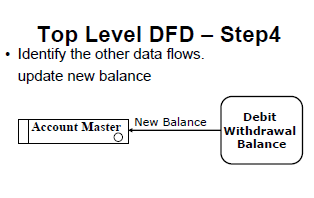 Top Level DFD – Step4
• Identify the other data flows.
update new balance
Account Master
New Balance
Debit
Withdrawal
Balance